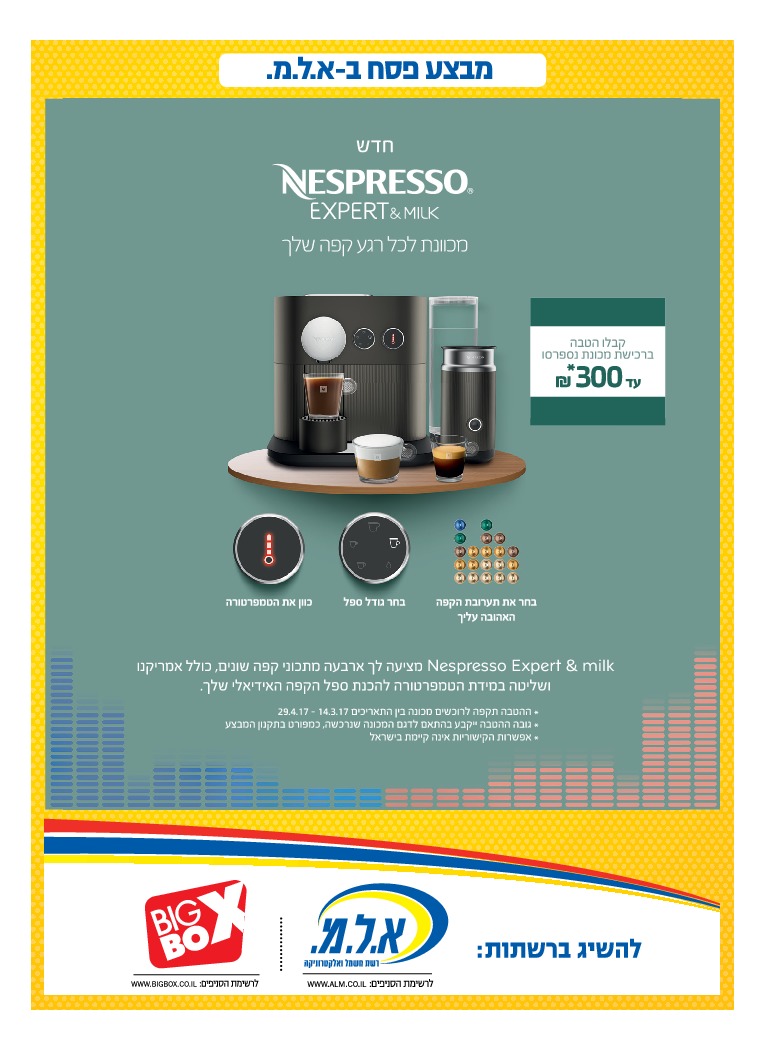 מבצע פסח ב-א.ל.מ.
חדש
NESPRESSO®
EXPERT & MILK
מכוונת לכל רגע קפה שלך
קבלו הטבה
ברכישת מכונת נספרסו
עד 300* ₪
בחר את תערובת הקפה
האהובה עליך
בחר גודל ספל
כוון את הטמפרטורה
Nespresso Expert & milk מציעה לך ארבעה מתכוני קפה שונים, כולל אמריקנו
ושליטה במידת הטמפרטורה להכנת ספל הקפה האידיאלי שלך.
* ההטבה תקפה לרוכשים מכונה בין התאריכים 14.3.17 - 29.4.17
* גובה ההטבה ייקבע בהתאם לדגם המכונה שנרכשה, כמפורט בתקנון המבצע
* אפשרות הקישוריות אינה קיימת בישראל
להשיג ברשתות:
א.ל.מ.
רשת חשמל ואלקטרוניקה
לרשימת הסניפים: WWW.ALM.CO.IL
BIG
BOX
לרשימת הסניפים: WWW.BIGBOX.CO.IL